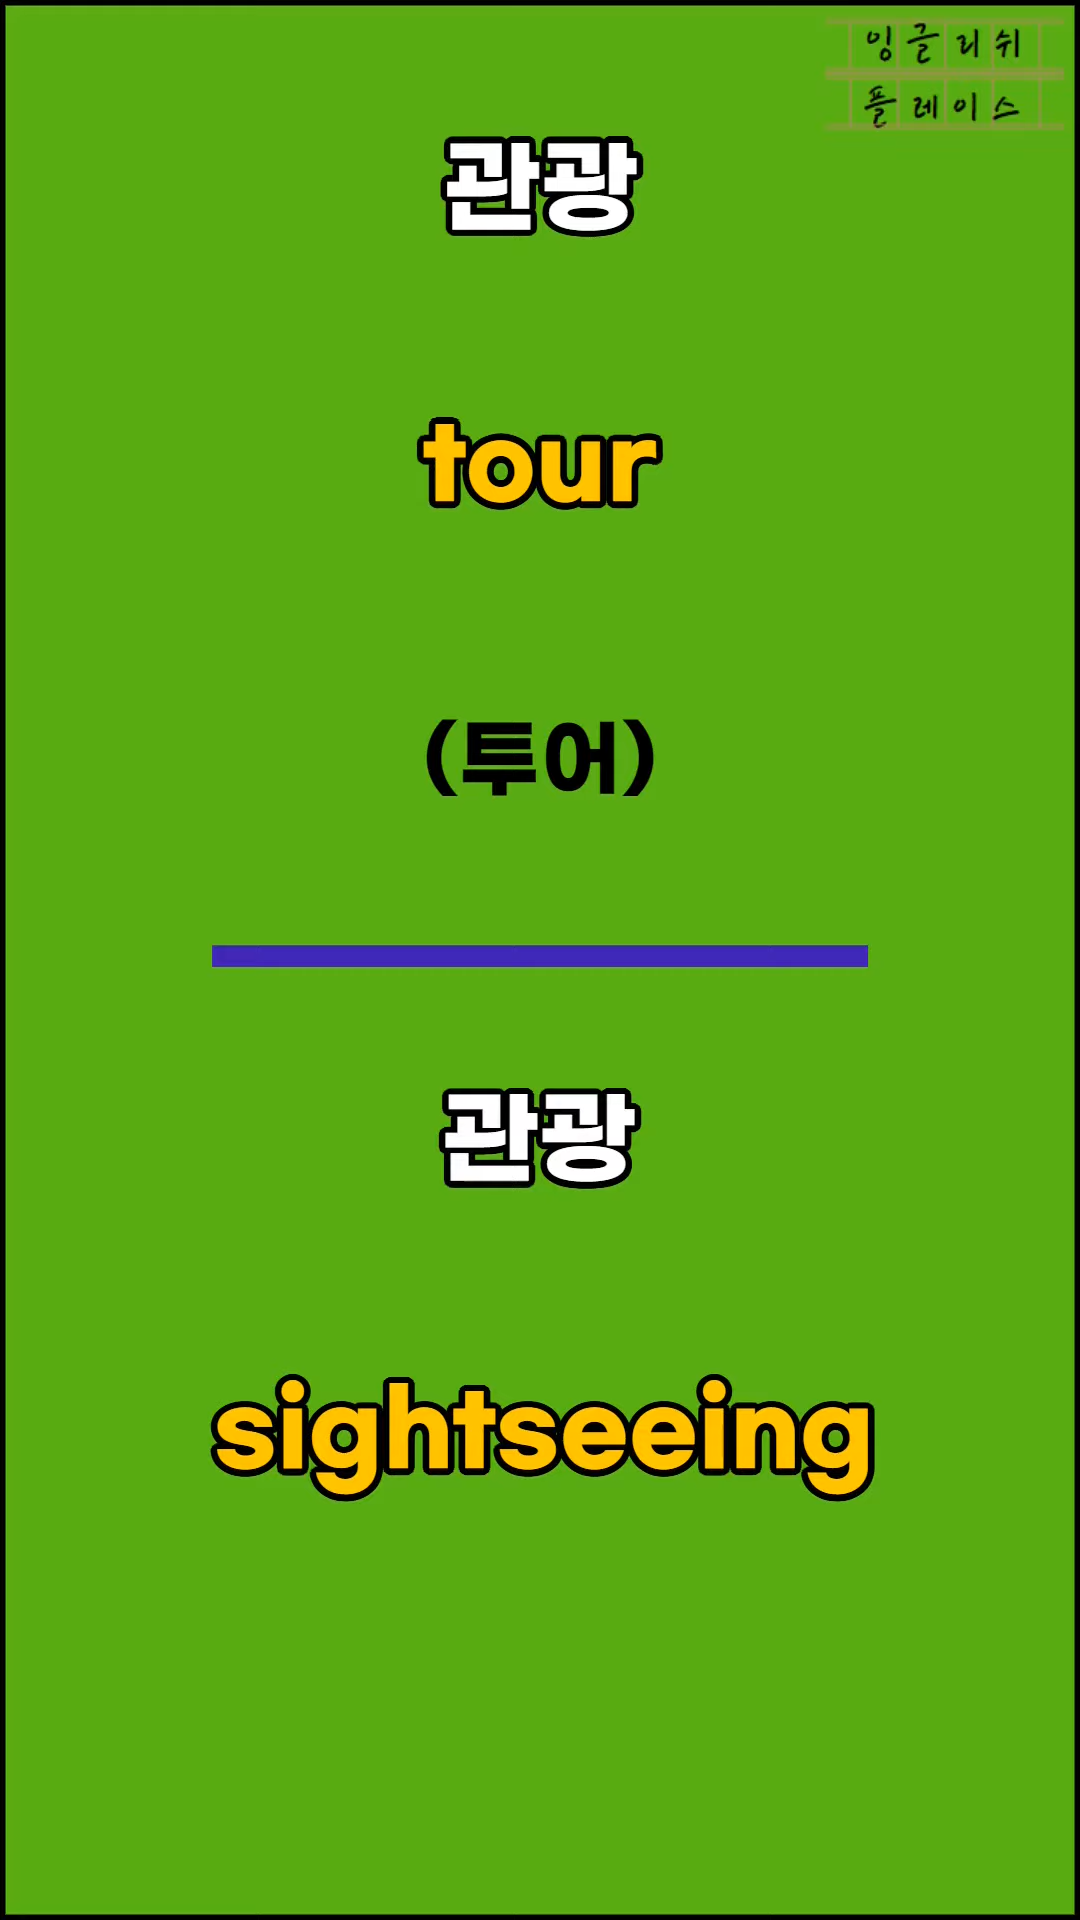 잉글리쉬
플레이스
관광
tour
(투어)
관광
sightseeing